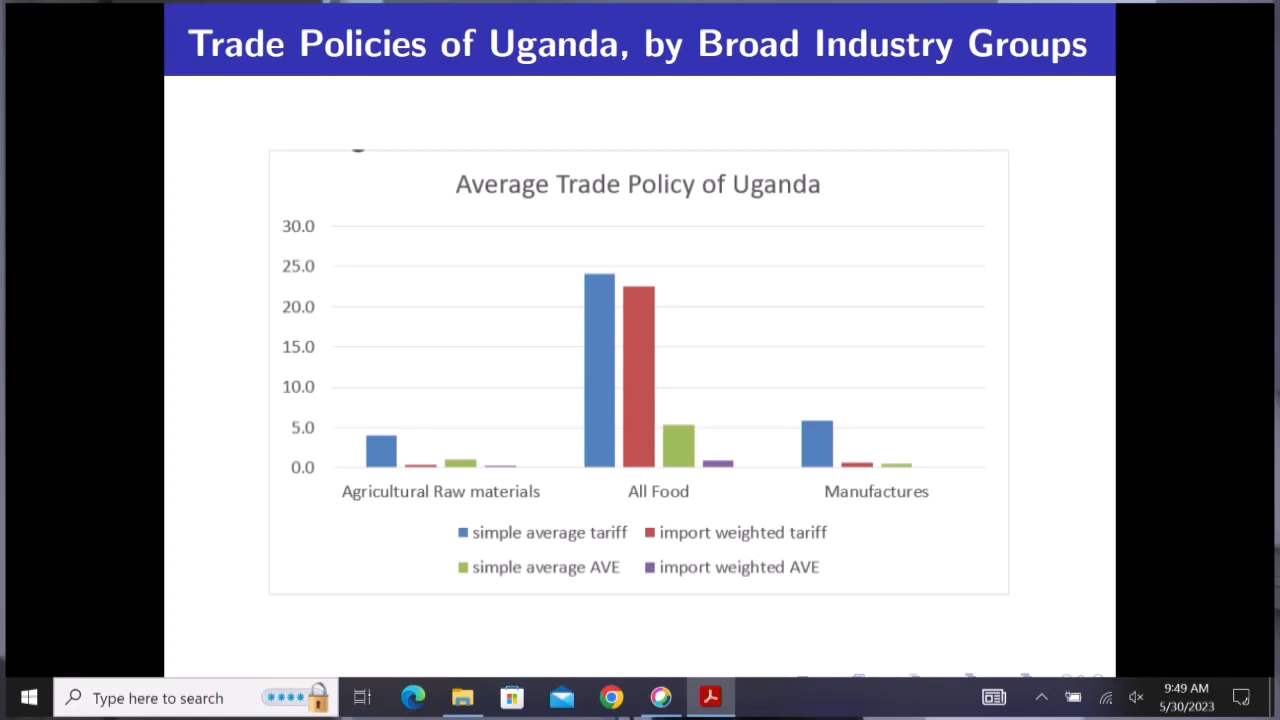 Trade Policies of Uganda, by Broad Industry Groups
Average Trade Policy of Uganda
30.0
25.0
20.0
15.0
10.0
5.0
0.0
Agricultural Raw materials All Food Manufactures
simple average tariff import weighted tariff
simple average AVE import weighted AVE
Type here to search
9:49 AM
5/30/2023